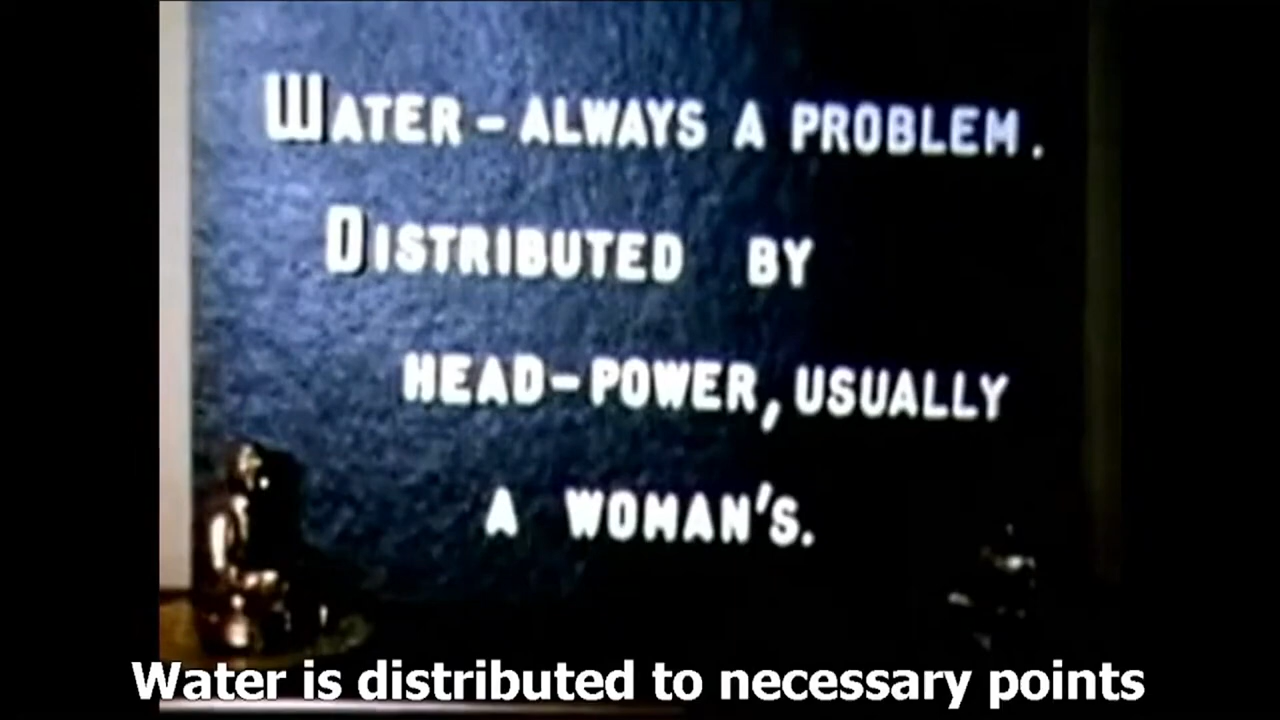 WATER - ALWAYS A PROBLEM.
DISTRIBUTED BY
HEAD-POWER, USUALLY
A WOMAN'S.
Water is distributed to necessary points